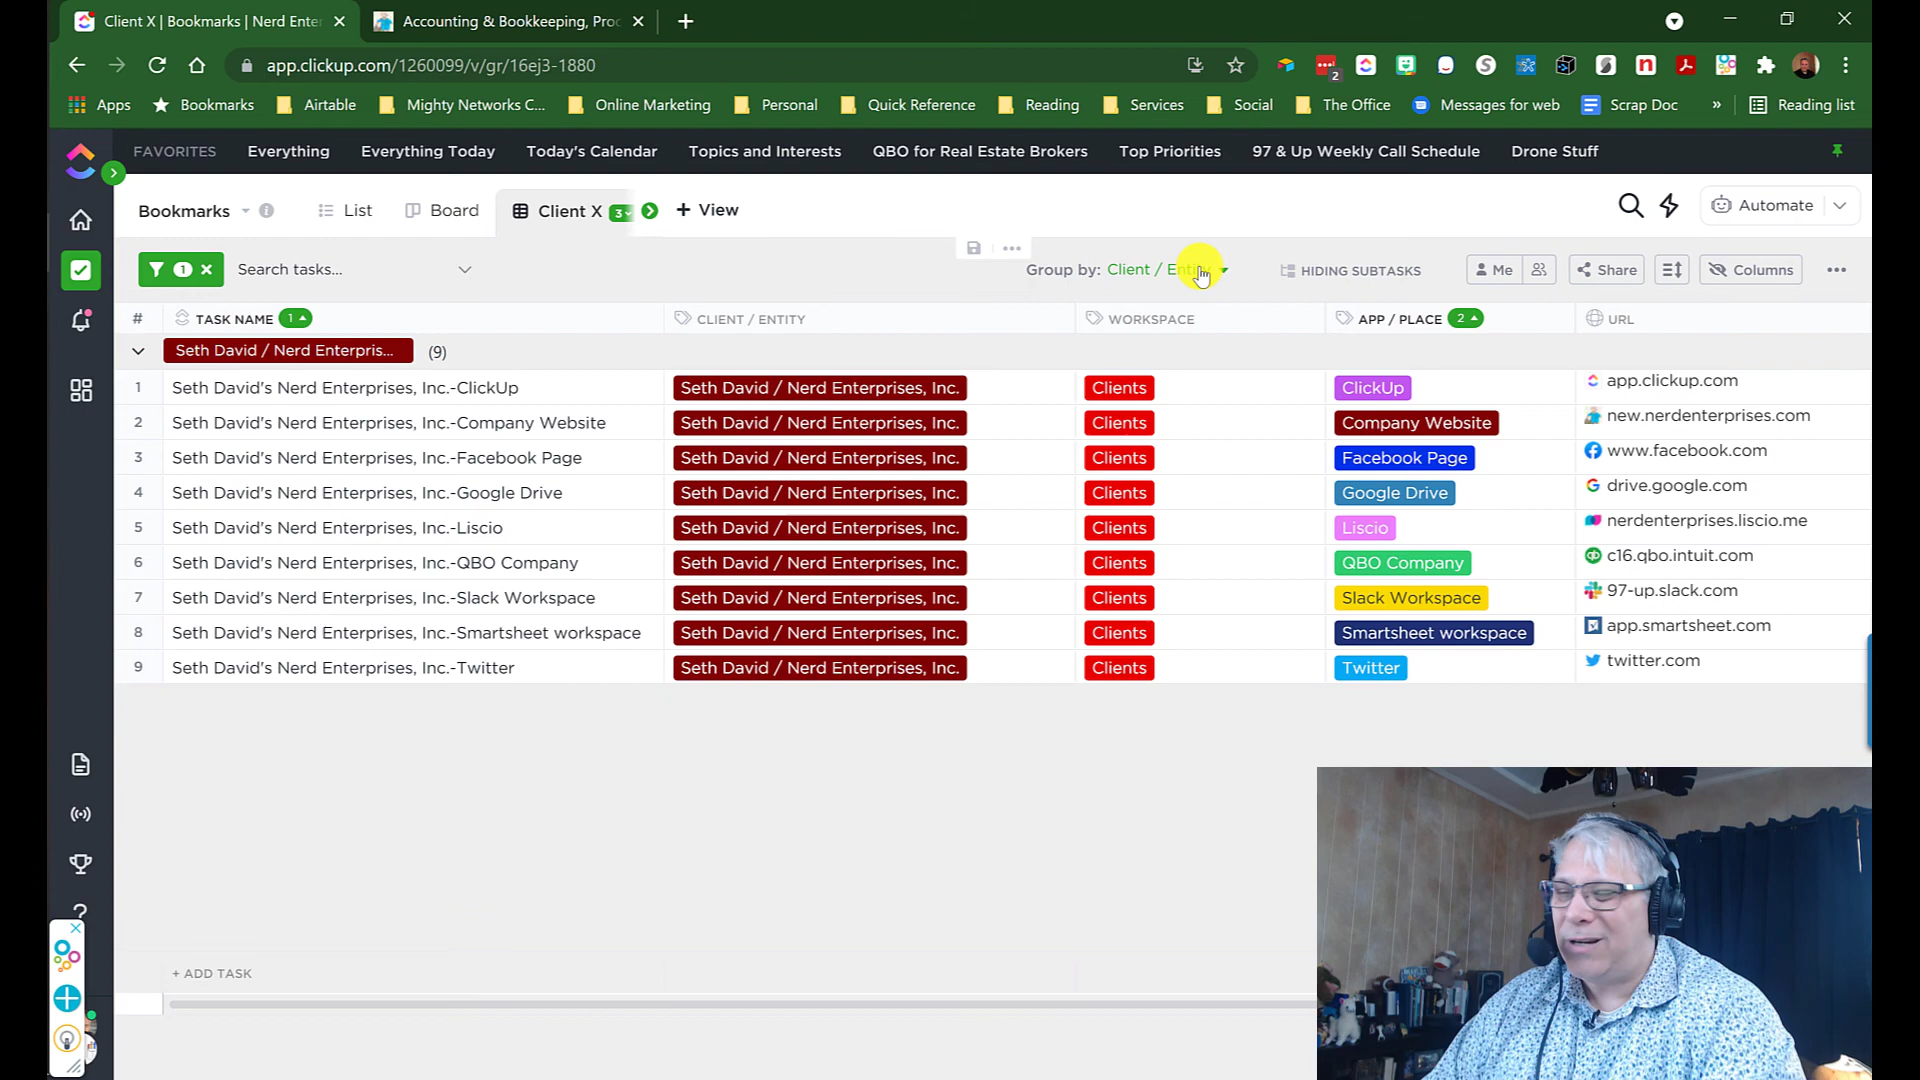 Client X | Bookmarks | Nerd Enter
Accounting & Bookkeeping, Proc
app.clickup.com/1260099/v/gr/16ej3-1880
2
Apps
Bookmarks
Airtable
Mighty Networks C...
Online Marketing
Personal
Quick Reference
Reading
Services
Social
The Office
Messages for web
Scrap Doc
»
Reading list
FAVORITES
Everything
Everything Today
Today's Calendar
Topics and Interests
QBO for Real Estate Brokers
Top Priorities
97 & Up Weekly Call Schedule
Drone Stuff
Bookmarks
List
Board
Client X
3
+ View
Automate
1
Search tasks...
Group by: Client / Entity
HIDING SUBTASKS
Me
Share
Columns
# TASK NAME 1 CLIENT / ENTITY WORKSPACE APP / PLACE 2 URL
Seth David / Nerd Enterpris... (9)
1 Seth David's Nerd Enterprises, Inc.-ClickUp Seth David / Nerd Enterprises, Inc. Clients ClickUp app.clickup.com
2 Seth David's Nerd Enterprises, Inc.-Company Website Seth David / Nerd Enterprises, Inc. Clients Company Website new.nerdenterprises.com
3 Seth David's Nerd Enterprises, Inc.-Facebook Page Seth David / Nerd Enterprises, Inc. Clients Facebook Page www.facebook.com
4 Seth David's Nerd Enterprises, Inc.-Google Drive Seth David / Nerd Enterprises, Inc. Clients Google Drive drive.google.com
5 Seth David's Nerd Enterprises, Inc.-Liscio Seth David / Nerd Enterprises, Inc. Clients Liscio nerdenterprises.liscio.me
6 Seth David's Nerd Enterprises, Inc.-QBO Company Seth David / Nerd Enterprises, Inc. Clients QBO Company c16.qbo.intuit.com
7 Seth David's Nerd Enterprises, Inc.-Slack Workspace Seth David / Nerd Enterprises, Inc. Clients Slack Workspace 97-up.slack.com
8 Seth David's Nerd Enterprises, Inc.-Smartsheet workspace Seth David / Nerd Enterprises, Inc. Clients Smartsheet workspace app.smartsheet.com
9 Seth David's Nerd Enterprises, Inc.-Twitter Seth David / Nerd Enterprises, Inc. Clients Twitter twitter.com
+ ADD TASK